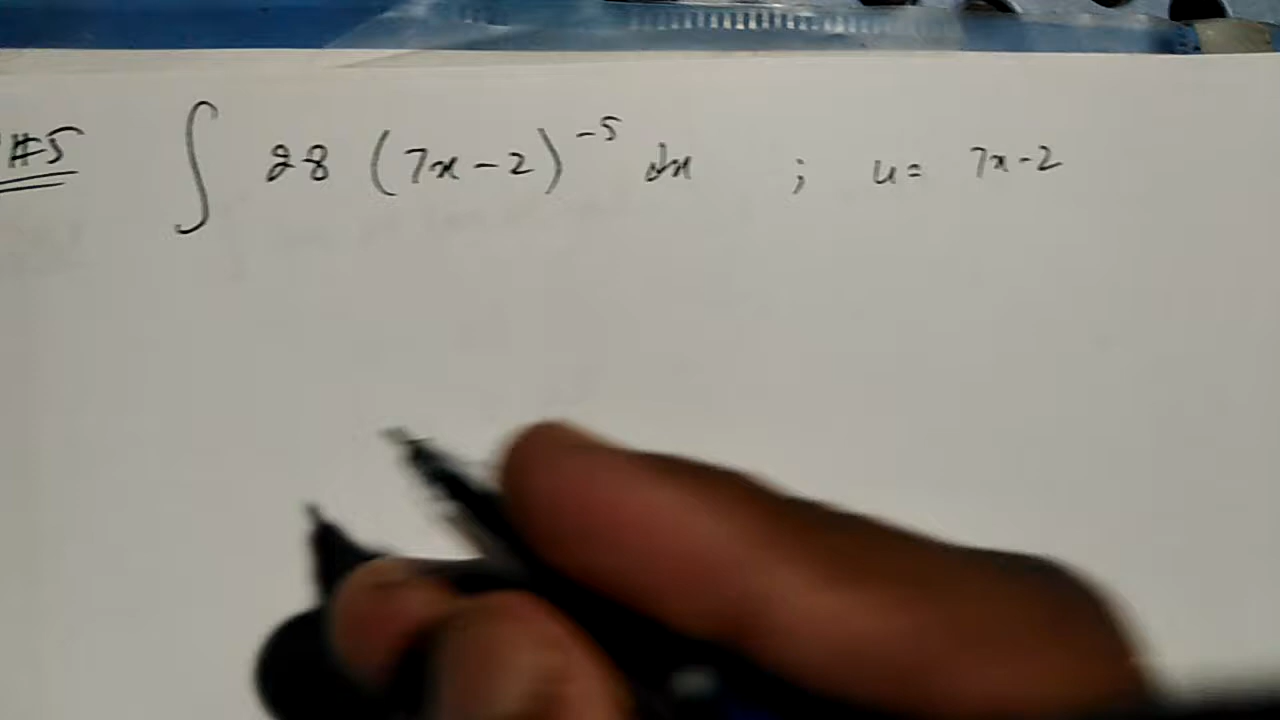 #5 ∫ 28 (7x-2)^-5 dx ; u = 7x-2